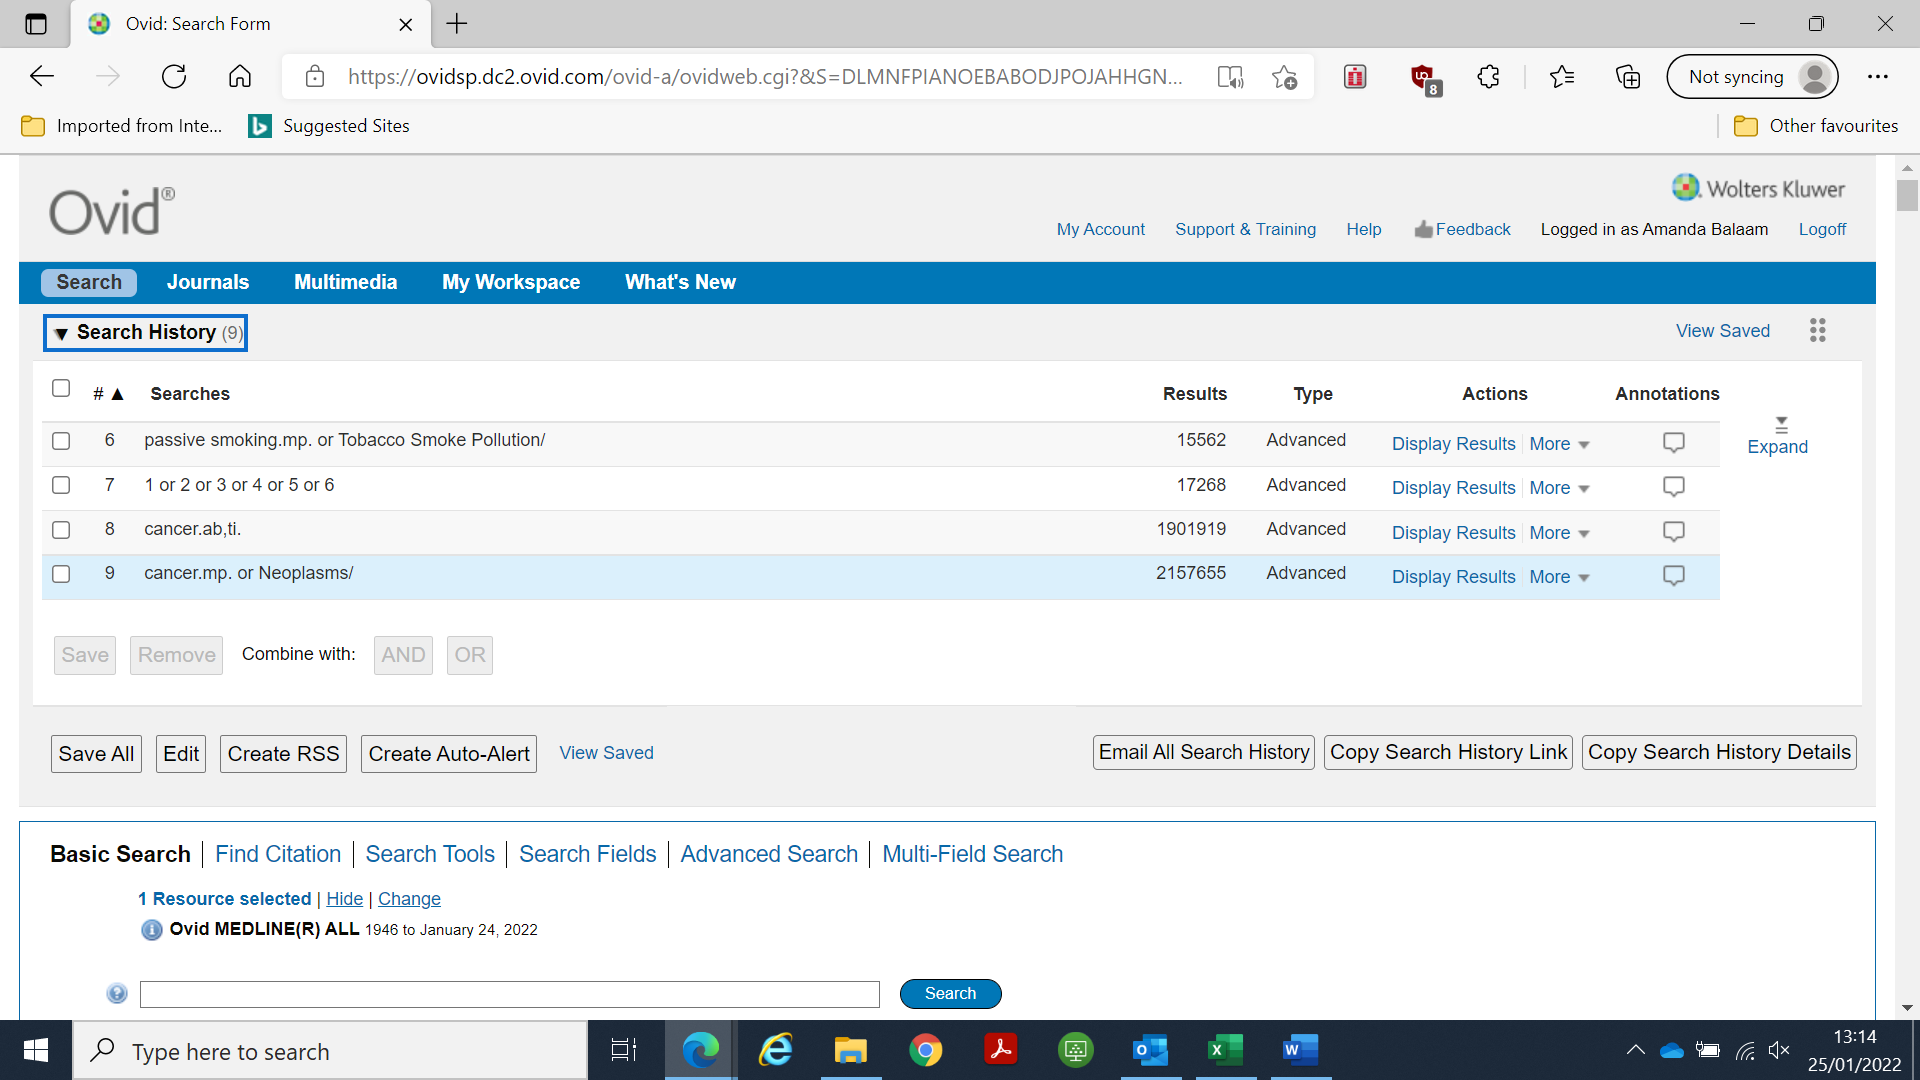 Ovid: Search Form
https://ovidsp.dc2.ovid.com/ovid-a/ovidweb.cgi?&S=DLMNFPIANOEBABODJPOJAHHGN...
8
Not syncing
Imported from Inte...
Suggested Sites
Other favourites
Ovid®
Wolters Kluwer
My Account Support & Training Help Feedback Logged in as Amanda Balaam Logoff
Search Journals Multimedia My Workspace What's New
▼ Search History (9)
View Saved
# ▲ Searches Results Type Actions Annotations
6 passive smoking.mp. or Tobacco Smoke Pollution/ 15562 Advanced Display Results More
Expand
7 1 or 2 or 3 or 4 or 5 or 6 17268 Advanced Display Results More
8 cancer.ab,ti. 1901919 Advanced Display Results More
9 cancer.mp. or Neoplasms/ 2157655 Advanced Display Results More
Save Remove Combine with: AND OR
Save All Edit Create RSS Create Auto-Alert View Saved Email All Search History Copy Search History Link Copy Search History Details
Basic Search | Find Citation | Search Tools | Search Fields | Advanced Search | Multi-Field Search
1 Resource selected | Hide | Change
Ovid MEDLINE(R) ALL 1946 to January 24, 2022
Search
Type here to search
13:14
25/01/2022